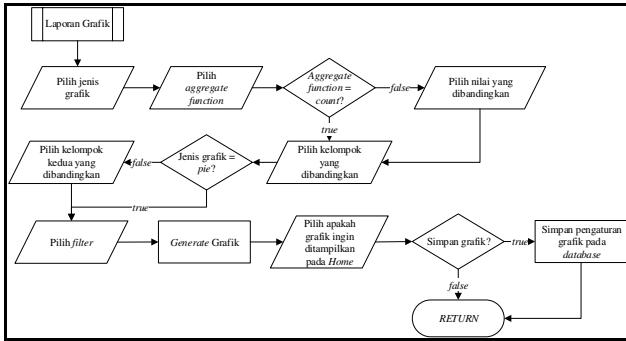 Laporan Grafik
Pilih jenis
grafik
Pilih
aggregate
function
Aggregate
function =
count?
false
Pilih nilai yang
dibandingkan
true
Pilih kelompok
kedua yang
dibandingkan
false
Jenis grafik =
pie?
Pilih kelompok
yang
dibandingkan
true
Pilih filter
Generate Grafik
Pilih apakah
grafik ingin
ditampilkan
pada Home
Simpan grafik?
true
Simpan pengaturan
grafik pada
database
false
RETURN